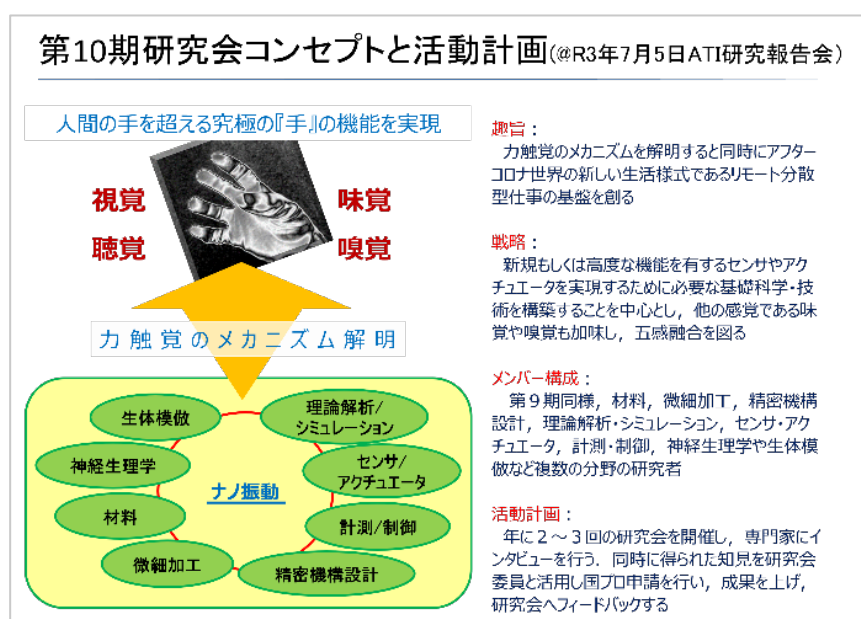 第10期研究会コンセプトと活動計画(@R3年7月5日ATI研究報告会)
人間の手を超える究極の『手』の機能を実現
視覚
味覚
聴覚
嗅覚
力触覚のメカニズム解明
生体模倣
理論解析/
シミュレーション
神経生理学
センサ/
アクチュエータ
ナノ振動
材料
計測/制御
微細加工
精密機構設計
趣旨：
力触覚のメカニズムを解明すると同時にアフター
コロナ世界の新しい生活様式であるリモート分散
型仕事の基盤を創る
戦略：
新規もしくは高度な機能を有するセンサやアク
チュエータを実現するために必要な基礎科学・技
術を構築することを中心とし，他の感覚である味
覚や嗅覚も加味し，五感融合を図る
メンバー構成：
第９期同様，材料，微細加工，精密機構
設計，理論解析・シミュレーション，センサ・アク
チュエータ，計測・制御，神経生理学や生体模
倣など複数の分野の研究者
活動計画：
年に２～３回の研究会を開催し，専門家にイ
ンタビューを行う．同時に得られた知見を研究会
委員と活用し国プロ申請を行い，成果を上げ，
研究会へフィードバックする